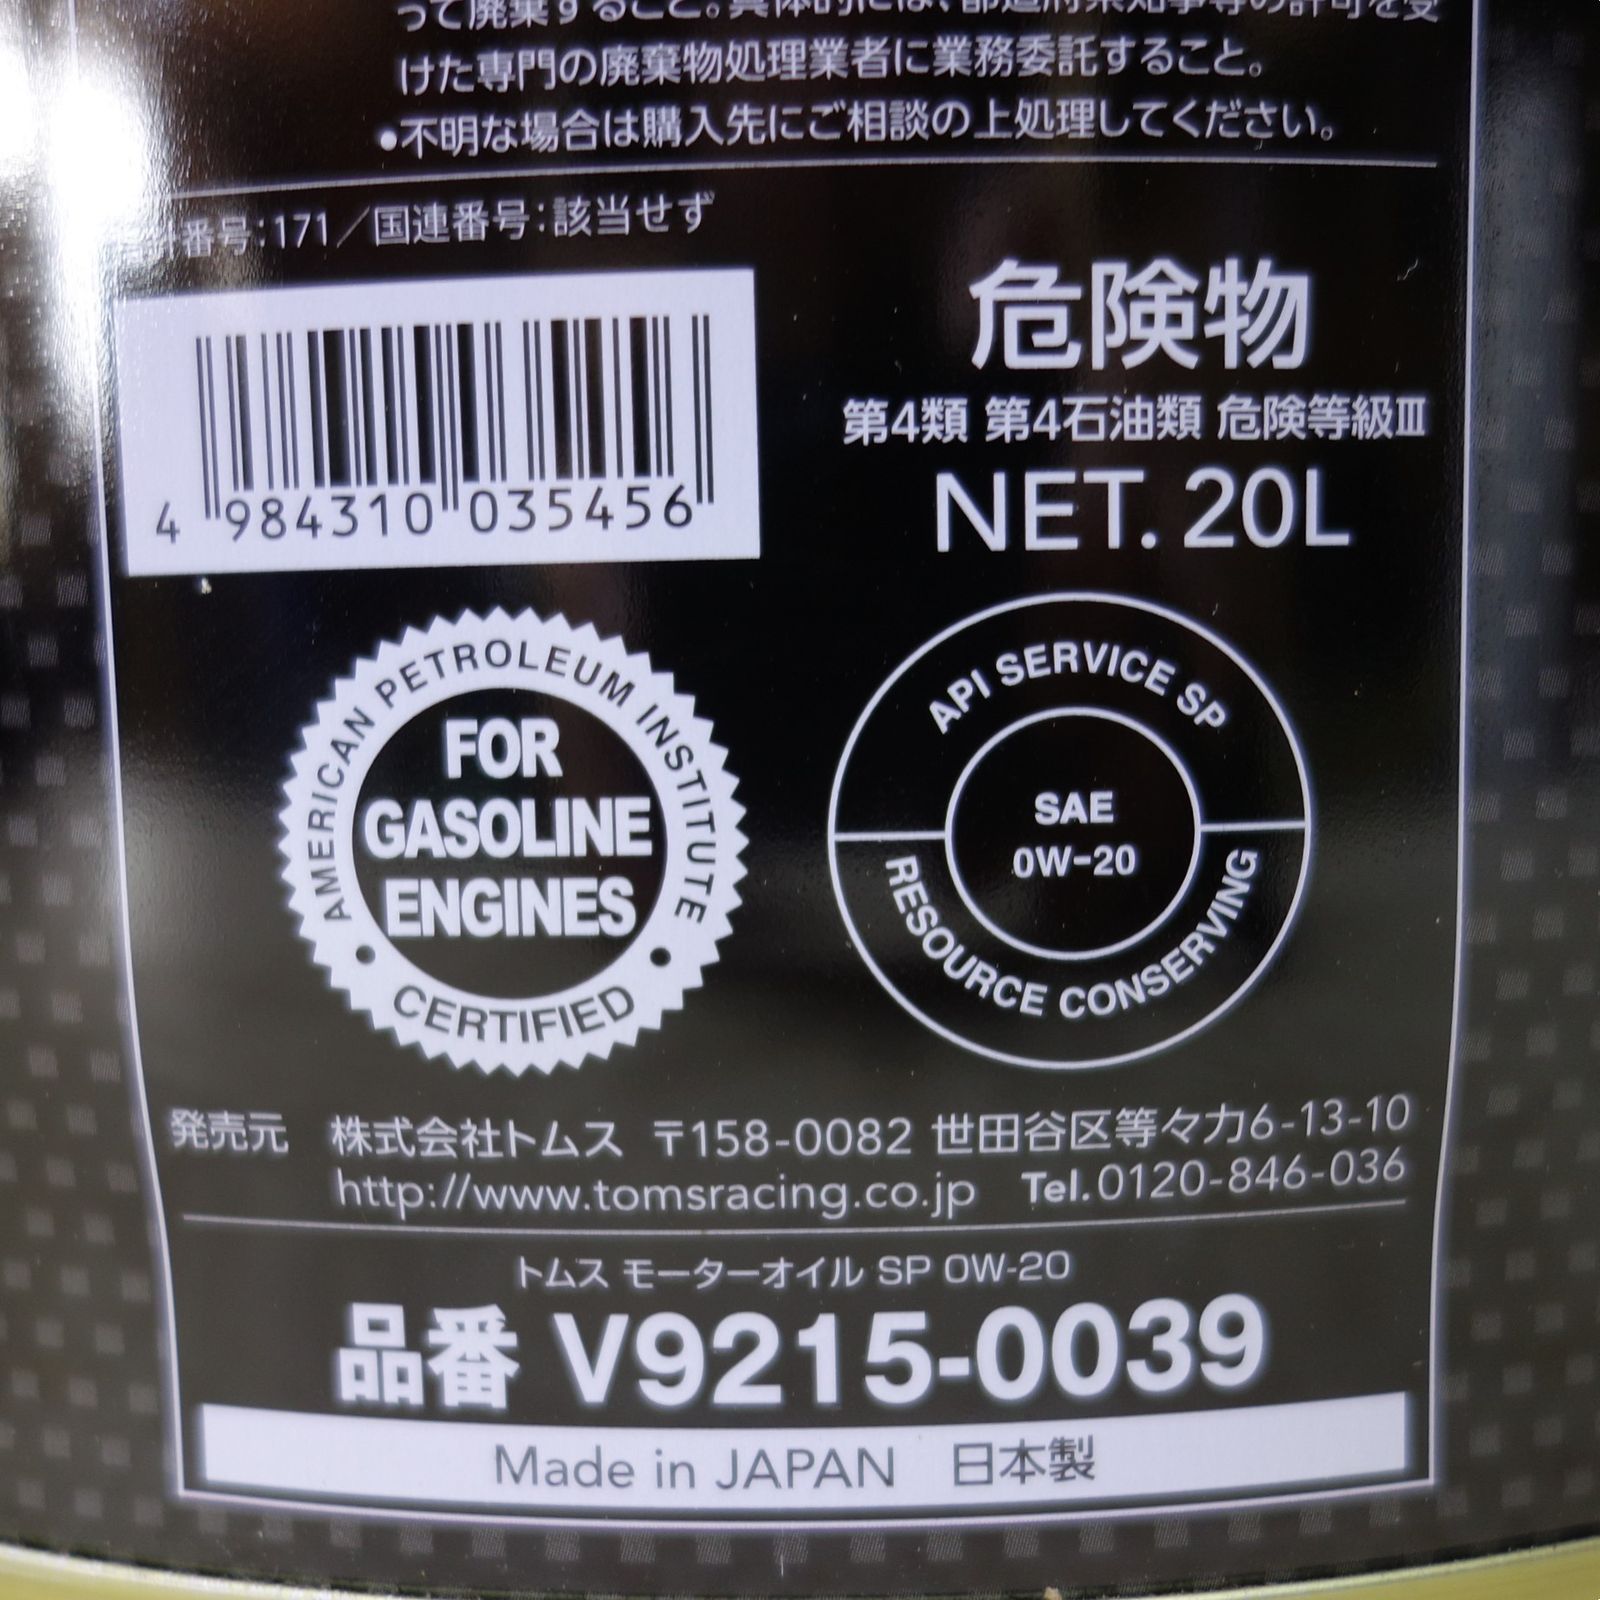 って廃棄すること。具体的には、都道府県知事等の許可を受
けた専門の廃棄物処理業者に業務委託すること。
●不明な場合は購入先にご相談の上処理してください。
番号:171／国連番号:該当せず
4 984310 035456
危険物
第4類 第4石油類 危険等級Ⅲ
NET. 20L
AMERICAN PETROLEUM INSTITUTE
FOR
GASOLINE
ENGINES
CERTIFIED
API SERVICE SP
SAE
0W-20
RESOURCE CONSERVING
発売元 株式会社トムス 〒158-0082 世田谷区等々力6-13-10
http://www.tomsracing.co.jp Tel.0120-846-036
トムス モーターオイル SP 0W-20
品番 V9215-0039
Made in JAPAN 日本製